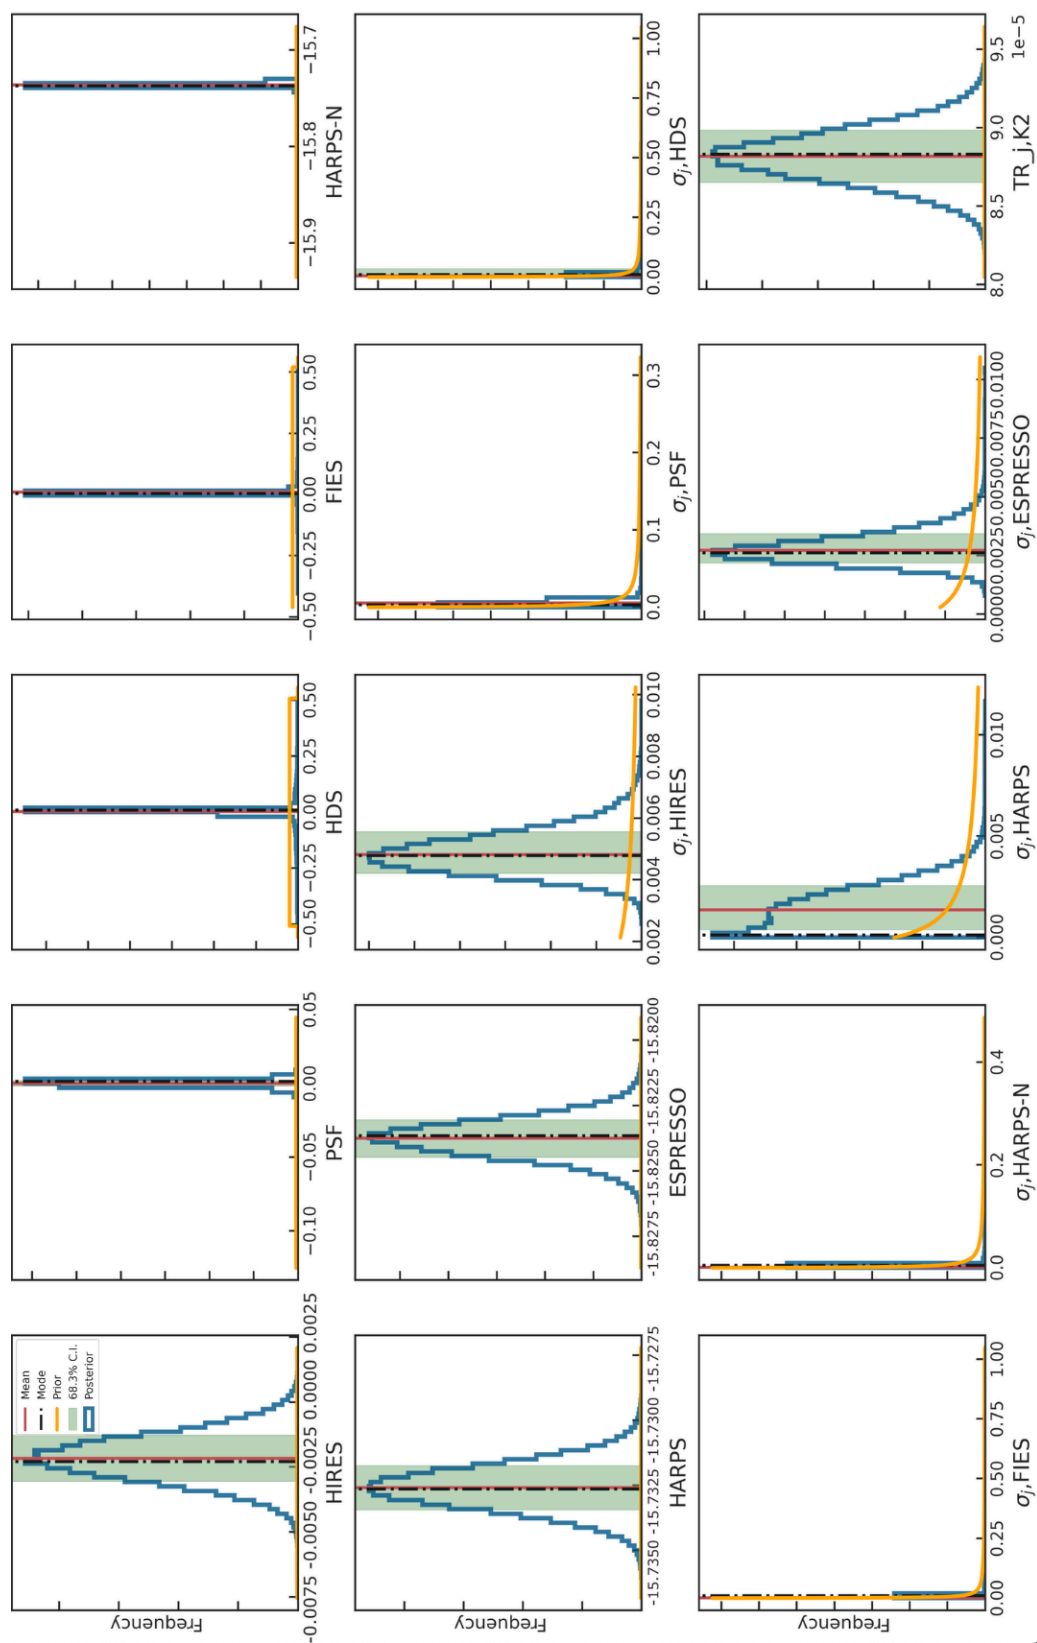 Mean
Mode
Prior
68.3% C.I.
Posterior
Frequency
−0.0075 −0.0050 −0.0025 0.0000 0.0025
HIRES
−0.10 −0.05 0.00 0.05
PSF
−0.50 −0.25 0.00 0.25 0.50
HDS
−0.50 −0.25 0.00 0.25 0.50
FIES
−15.9 −15.8 −15.7
HARPS-N
-15.7350 -15.7325 -15.7300 -15.7275
HARPS
-15.8275 -15.8250 -15.8225 -15.8200
ESPRESSO
0.002 0.004 0.006 0.008 0.010
σj,HIRES
0.0 0.1 0.2 0.3
σj,PSF
0.00 0.25 0.50 0.75 1.00
σj,HDS
Frequency
0.00 0.25 0.50 0.75 1.00
σj,FIES
0.0 0.2 0.4
σj,HARPS-N
0.000 0.005 0.010
σj,HARPS
0.0000 0.0025 0.0050 0.0075 0.0100
σj,ESPRESSO
8.0 8.5 9.0 9.5
1e−5
TR_j,K2